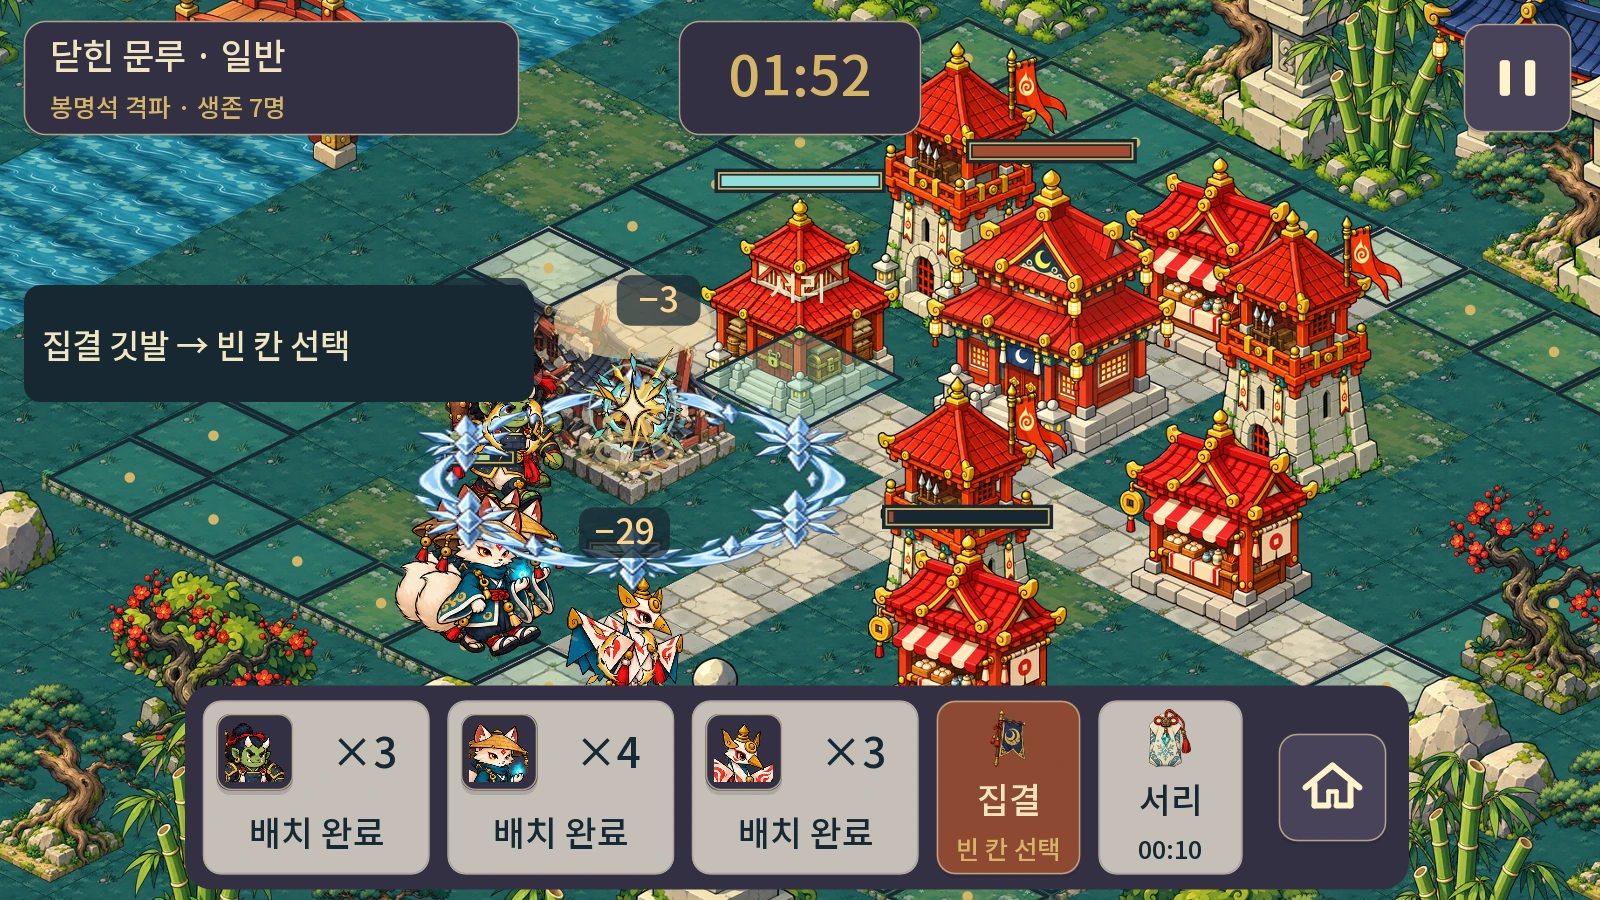 닫힌 문루 · 일반
봉명석 격파 · 생존 7명
01:52
서리
−3
집결 깃발 → 빈 칸 선택
−29
×3
배치 완료
×4
배치 완료
×3
배치 완료
집결
빈 칸 선택
서리
00:10